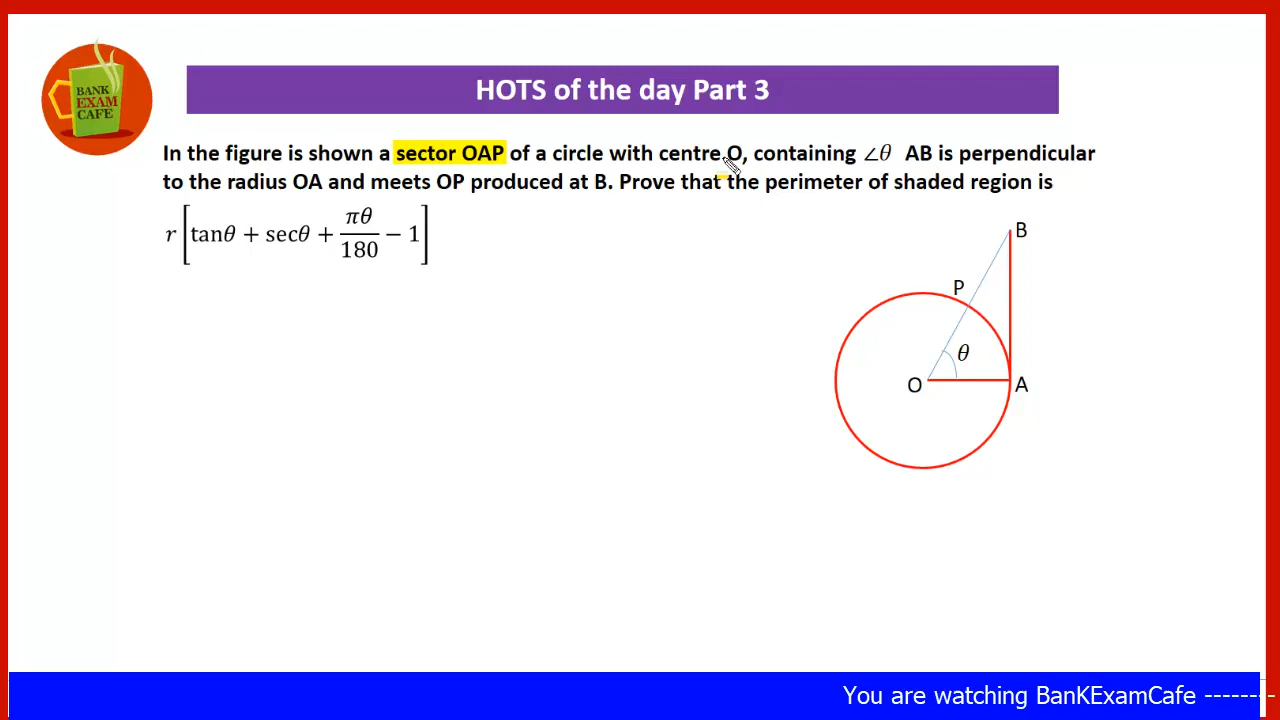 BANK
EXAM
CAFE
HOTS of the day Part 3
In the figure is shown a sector OAP of a circle with centre O, containing ∠θ AB is perpendicular
to the radius OA and meets OP produced at B. Prove that the perimeter of shaded region is
r[tanθ + secθ + πθ/180 − 1]
B
P
θ
O
A
You are watching BanKExamCafe --------